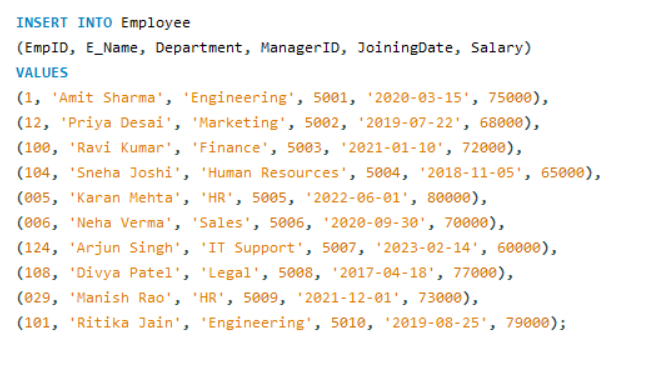 INSERT INTO Employee
(EmpID, E_Name, Department, ManagerID, JoiningDate, Salary)
VALUES
(1, 'Amit Sharma', 'Engineering', 5001, '2020-03-15', 75000),
(12, 'Priya Desai', 'Marketing', 5002, '2019-07-22', 68000),
(100, 'Ravi Kumar', 'Finance', 5003, '2021-01-10', 72000),
(104, 'Sneha Joshi', 'Human Resources', 5004, '2018-11-05', 65000),
(005, 'Karan Mehta', 'HR', 5005, '2022-06-01', 80000),
(006, 'Neha Verma', 'Sales', 5006, '2020-09-30', 70000),
(124, 'Arjun Singh', 'IT Support', 5007, '2023-02-14', 60000),
(108, 'Divya Patel', 'Legal', 5008, '2017-04-18', 77000),
(029, 'Manish Rao', 'HR', 5009, '2021-12-01', 73000),
(101, 'Ritika Jain', 'Engineering', 5010, '2019-08-25', 79000);